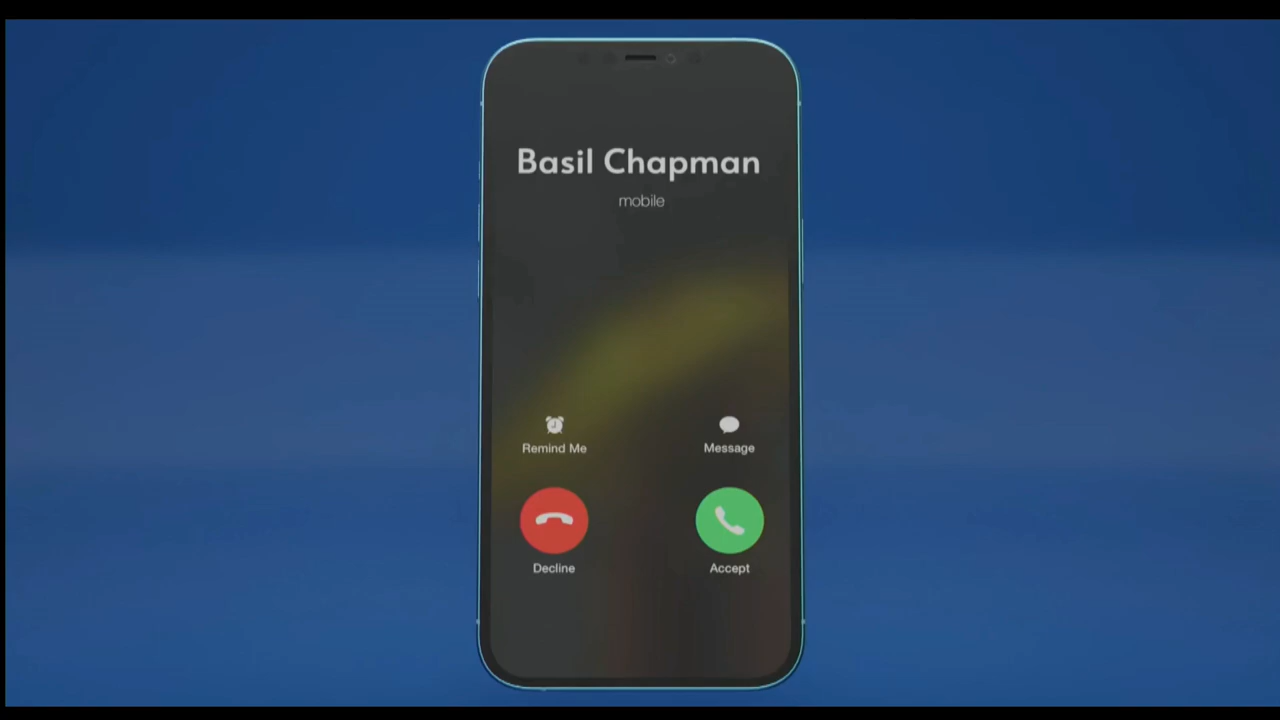 Basil Chapman
mobile
Remind Me
Message
Decline
Accept